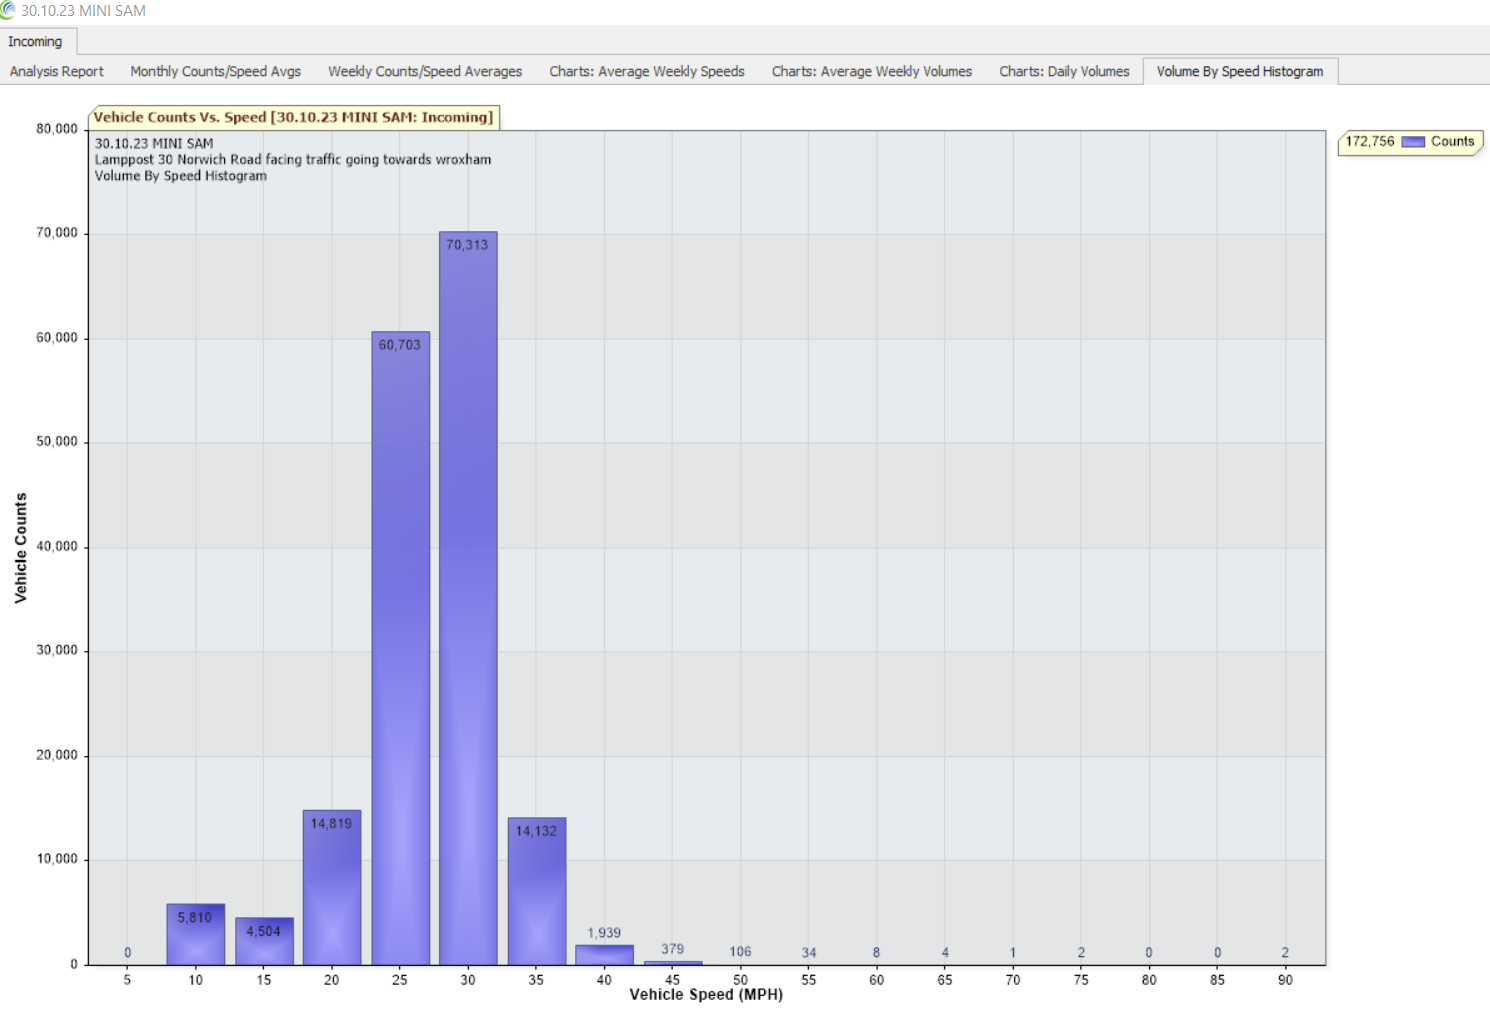 30.10.23 MINI SAM
Incoming
Analysis Report Monthly Counts/Speed Avgs Weekly Counts/Speed Averages Charts: Average Weekly Speeds Charts: Average Weekly Volumes Charts: Daily Volumes Volume By Speed Histogram
Vehicle Counts Vs. Speed [30.10.23 MINI SAM: Incoming]
30.10.23 MINI SAM
Lamppost 30 Norwich Road facing traffic going towards wroxham
Volume By Speed Histogram
172,756 Counts
Vehicle Counts
80,000
70,000
60,000
50,000
40,000
30,000
20,000
10,000
0
0 5,810 4,504 14,819 60,703 70,313 14,132 1,939 379 106 34 8 4 1 2 0 0 2
5 10 15 20 25 30 35 40 45 50 55 60 65 70 75 80 85 90
Vehicle Speed (MPH)